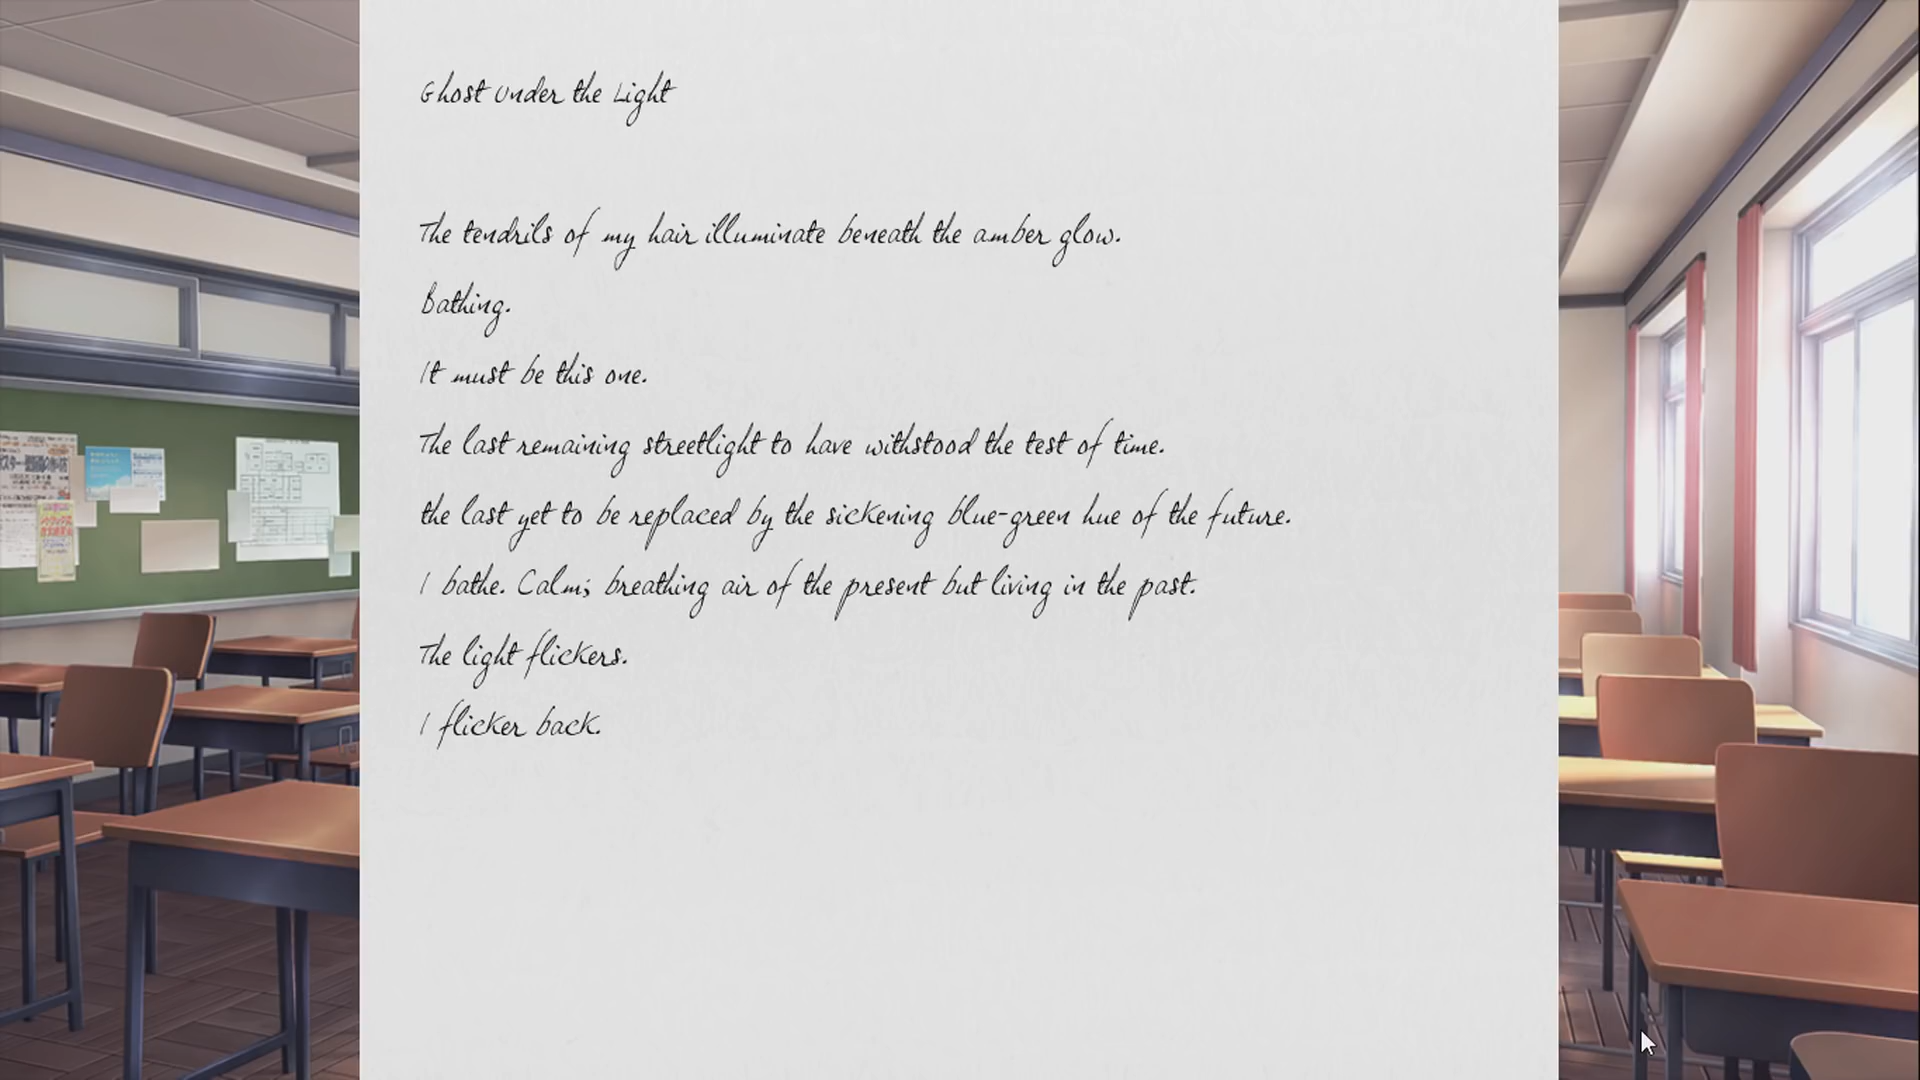 Ghost Under the Light
The tendrils of my hair illuminate beneath the amber glow.
Bathing.
It must be this one.
The last remaining streetlight to have withstood the test of time.
the last yet to be replaced by the sickening blue-green hue of the future.
I bathe. Calm; breathing air of the present but living in the past.
The light flickers.
I flicker back.